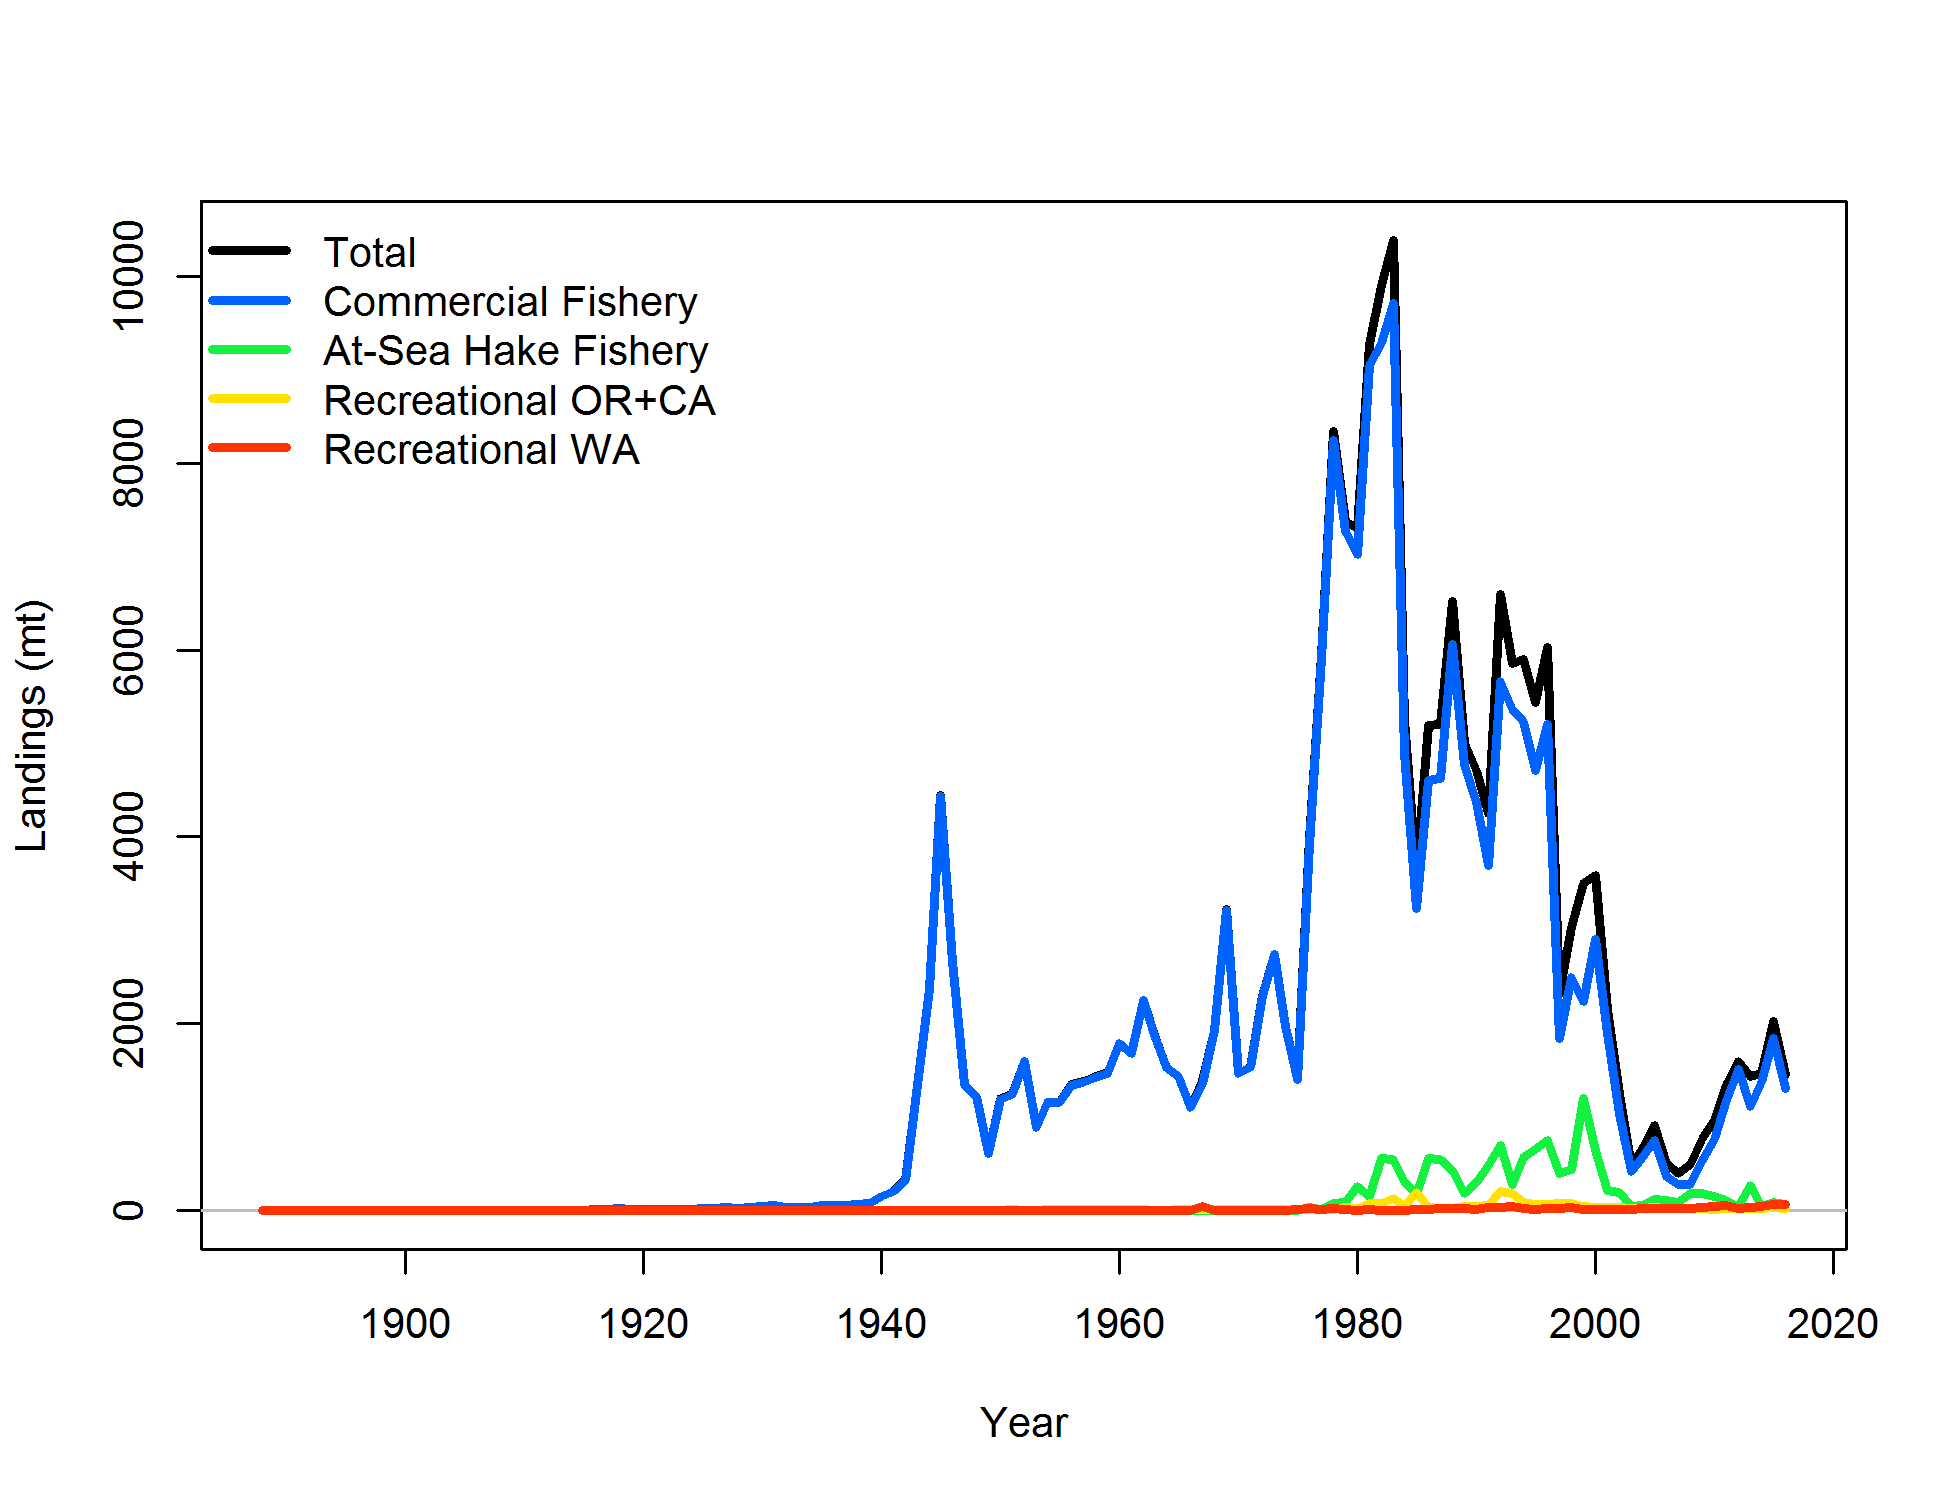 Total
Commercial Fishery
At-Sea Hake Fishery
Recreational OR+CA
Recreational WA
10000
8000
6000
4000
2000
0
Landings (mt)
1900 1920 1940 1960 1980 2000 2020
Year